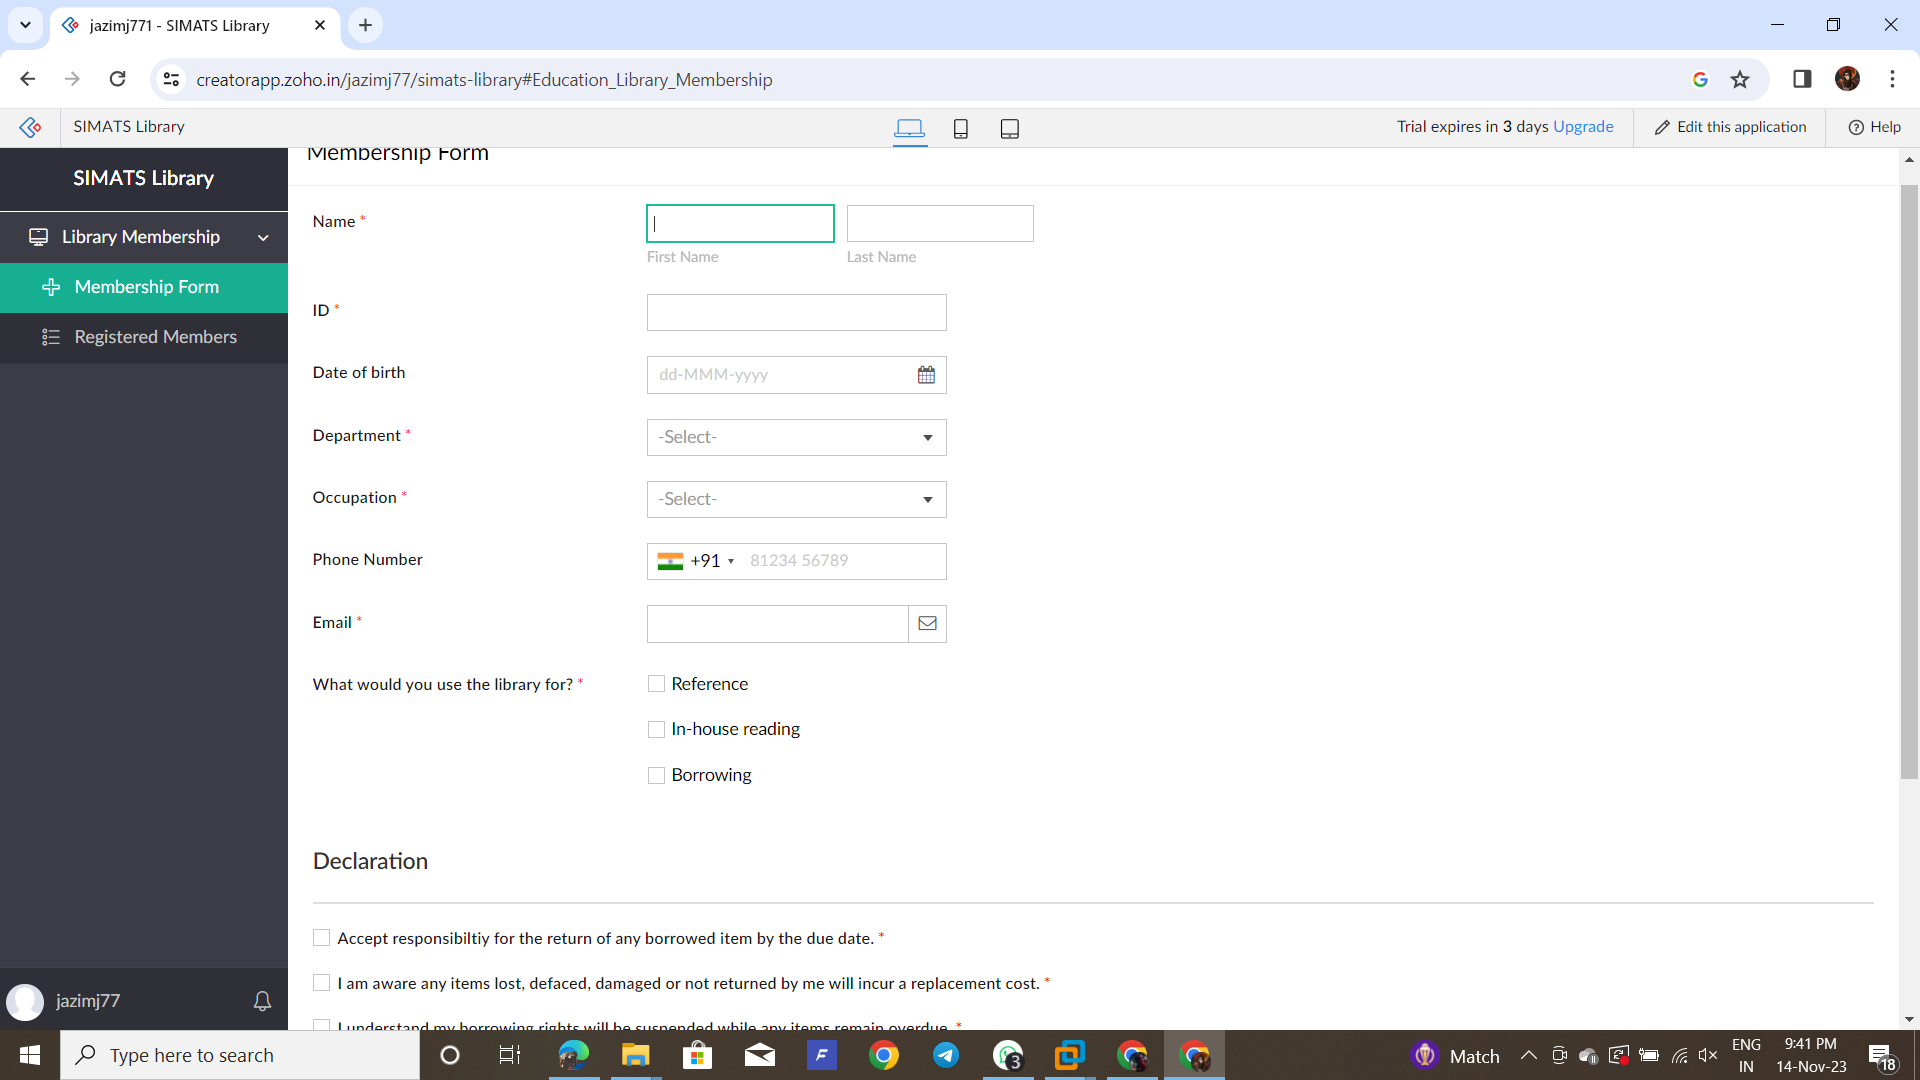 jazimj771 - SIMATS Library
creatorapp.zoho.in/jazimj77/simats-library#Education_Library_Membership
SIMATS Library
Trial expires in 3 days Upgrade
Edit this application
Help
SIMATS Library
Library Membership
Membership Form
Registered Members
jazimj77
Membership Form
Name *
First Name
Last Name
ID *
Date of birth
dd-MMM-yyyy
Department *
-Select-
Occupation *
-Select-
Phone Number
+91
81234 56789
Email *
What would you use the library for? *
Reference
In-house reading
Borrowing
Declaration
Accept responsibiltiy for the return of any borrowed item by the due date. *
I am aware any items lost, defaced, damaged or not returned by me will incur a replacement cost. *
I understand my borrowing rights will be suspended while any items remain overdue. *
Type here to search
F
3
Match
ENG
IN
9:41 PM
14-Nov-23
18